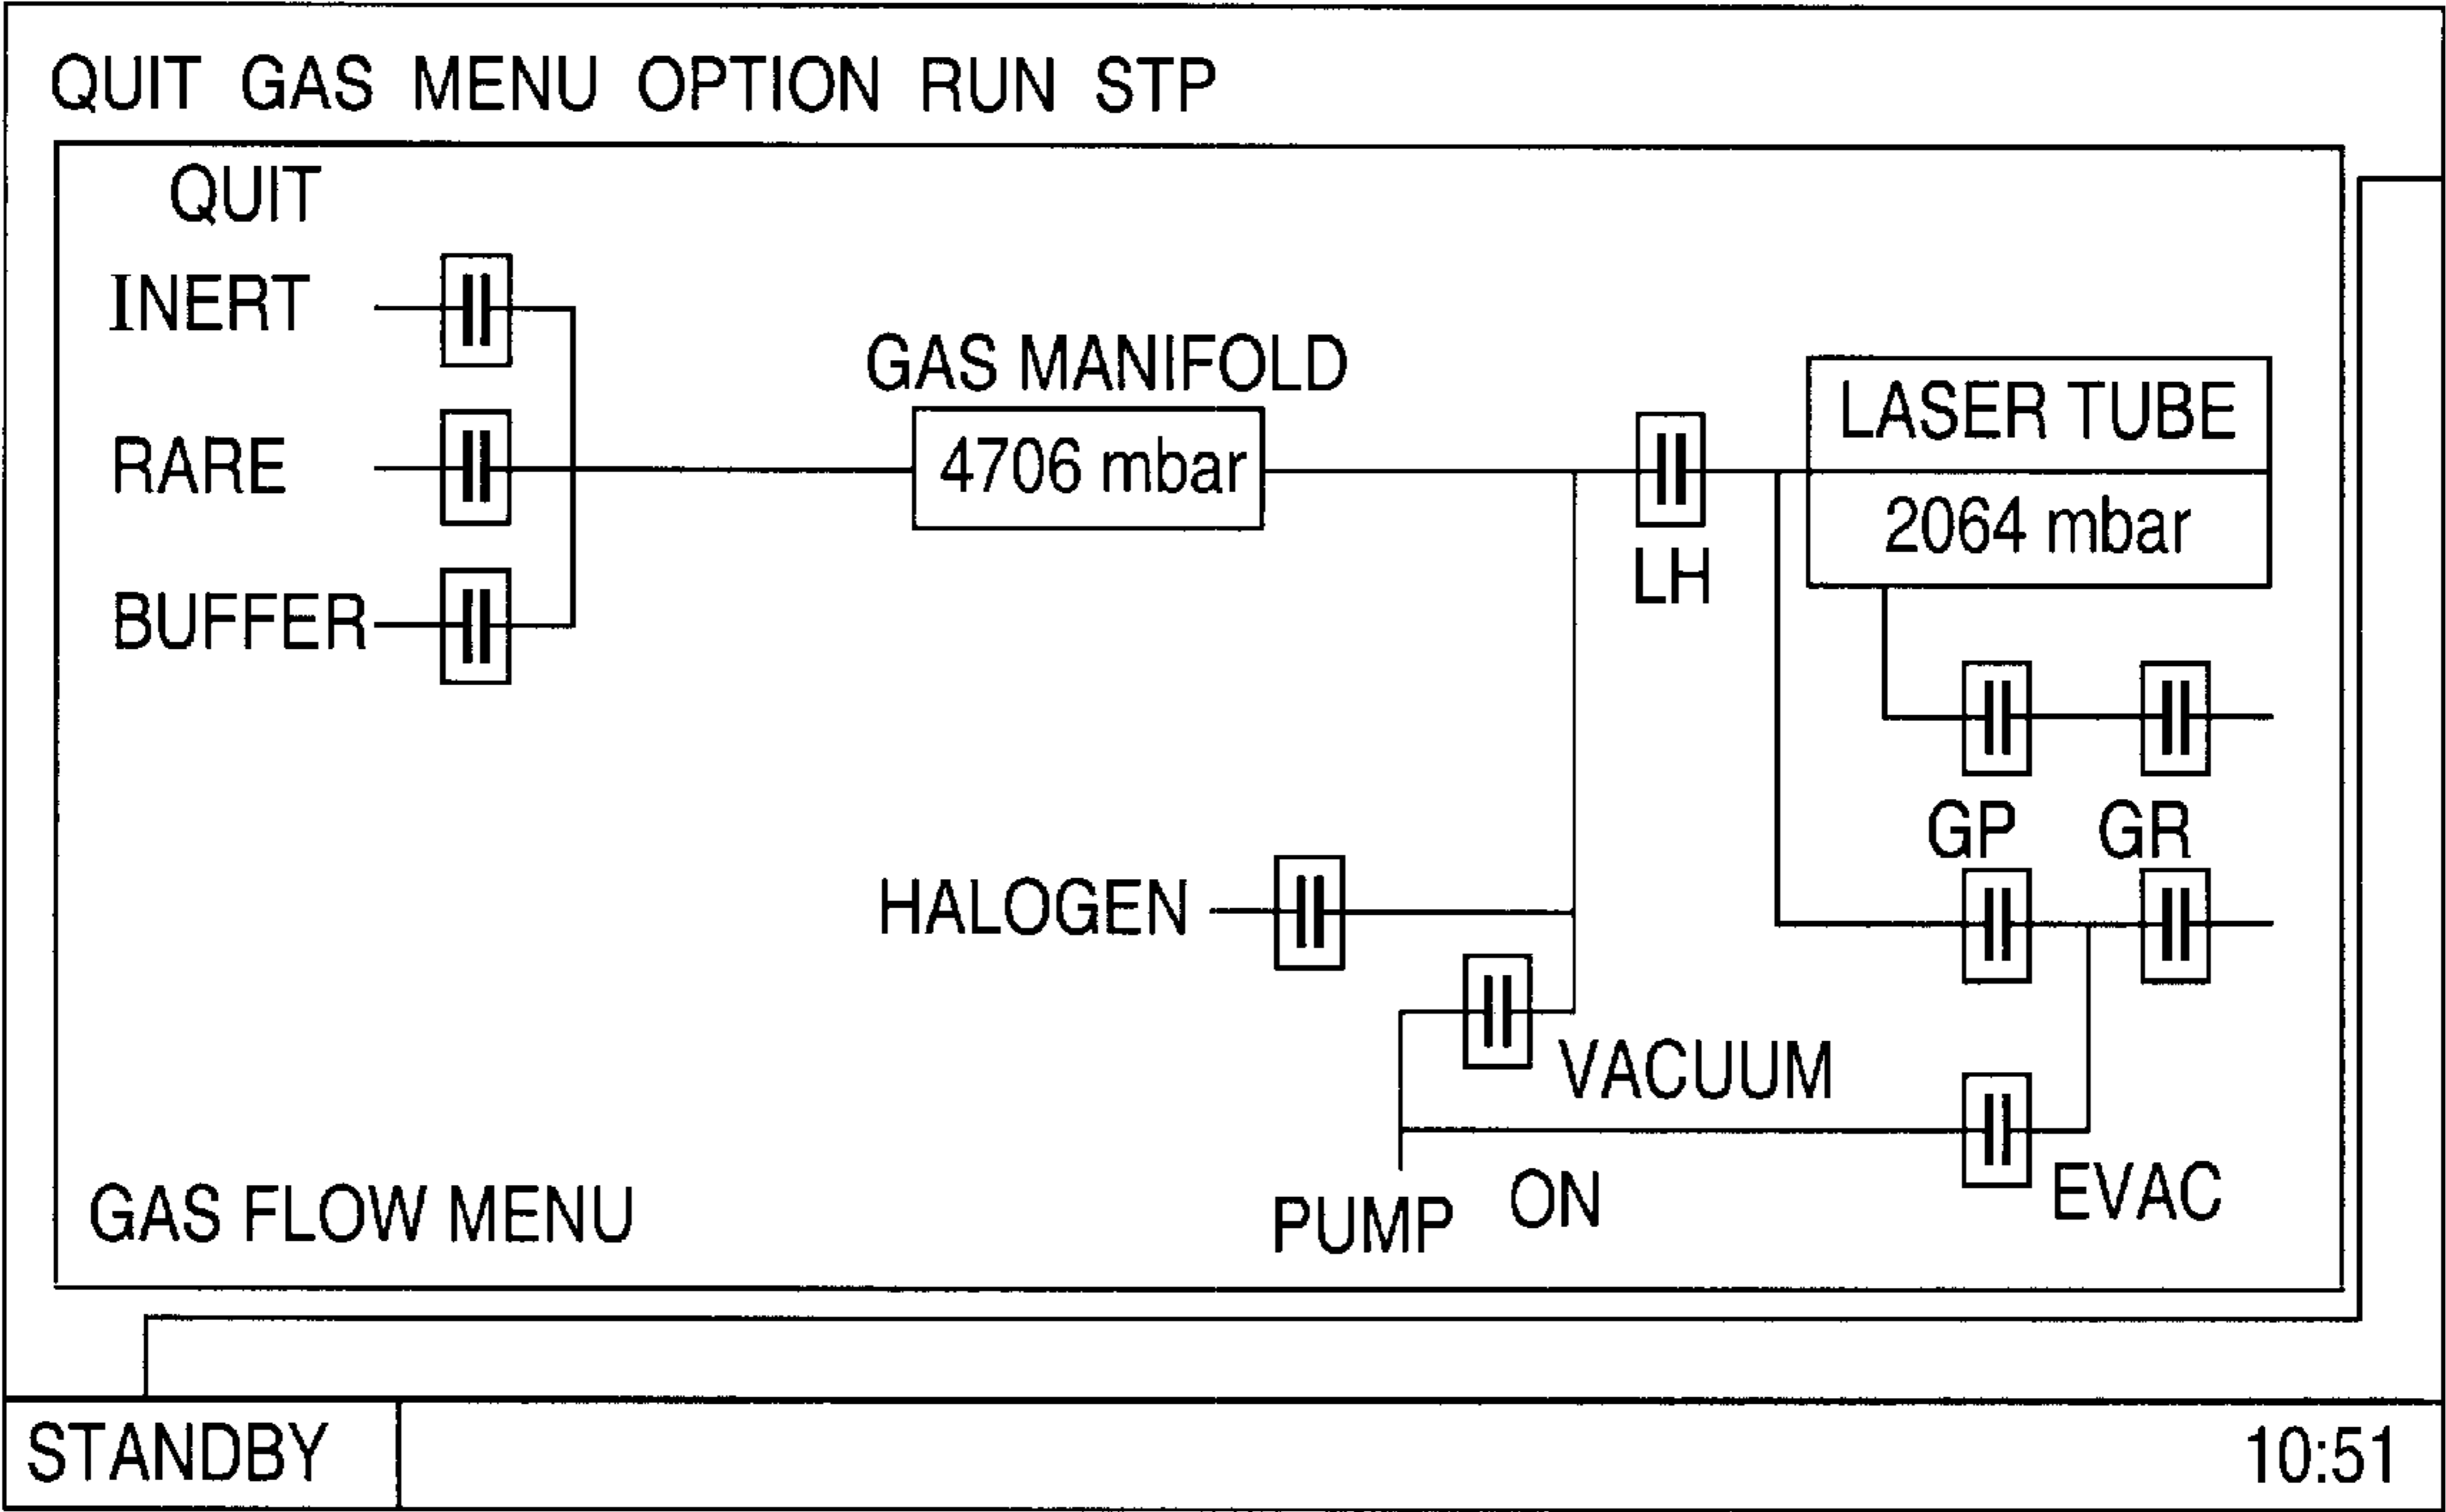 QUIT GAS MENU OPTION RUN STP
QUIT
INERT
GAS MANIFOLD
LASER TUBE
RARE
4706 mbar
2064 mbar
LH
BUFFER
GP GR
HALOGEN
VACUUM
EVAC
GAS FLOW MENU
PUMP ON
STANDBY 10:51